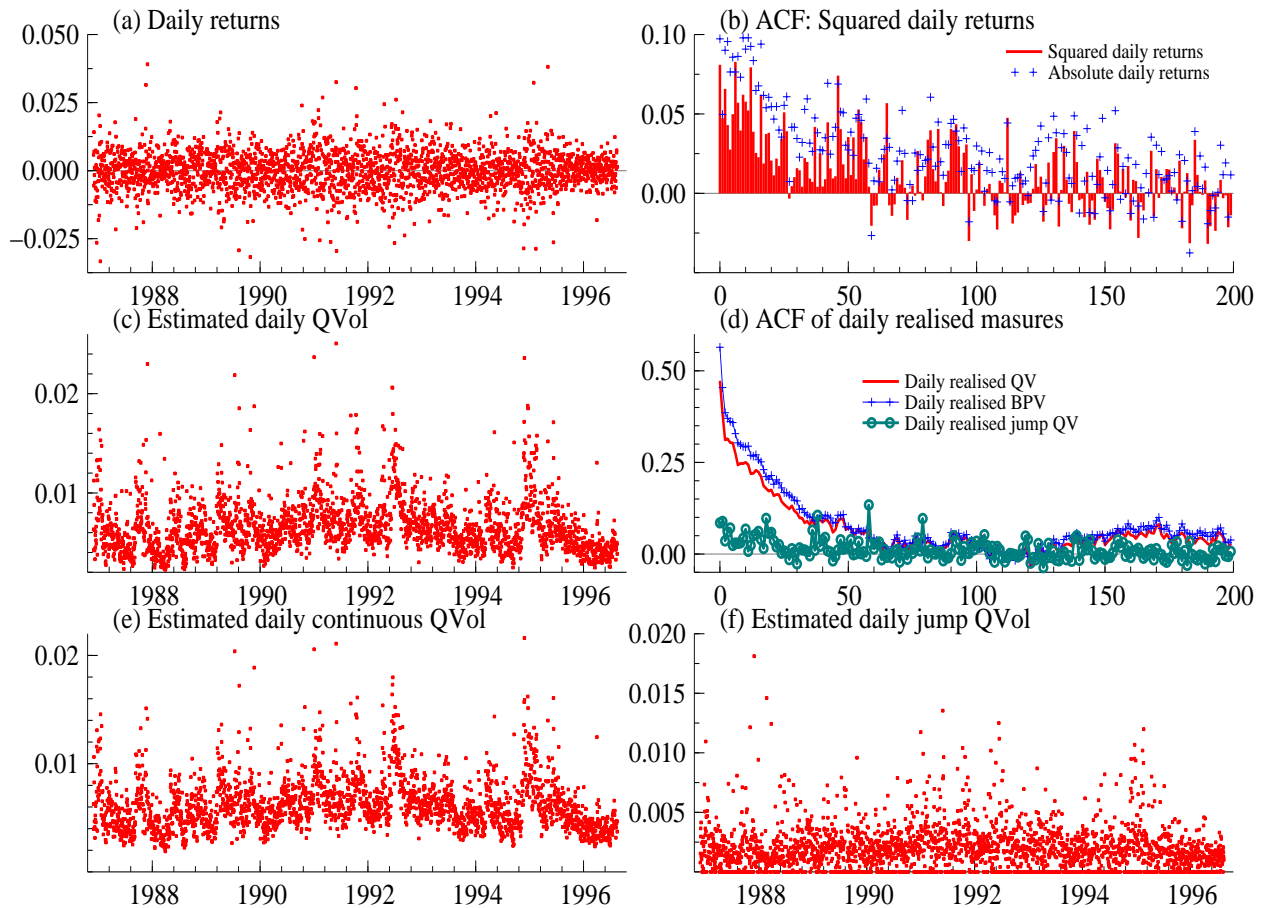 (a) Daily returns
0.050
0.025
0.000
−0.025
1988 1990 1992 1994 1996
(b) ACF: Squared daily returns
0.10
0.05
0.00
Squared daily returns
Absolute daily returns
0 50 100 150 200
(c) Estimated daily QVol
0.02
0.01
1988 1990 1992 1994 1996
(d) ACF of daily realised masures
0.50
0.25
0.00
Daily realised QV
Daily realised BPV
Daily realised jump QV
0 50 100 150 200
(e) Estimated daily continuous QVol
0.02
0.01
1988 1990 1992 1994 1996
(f) Estimated daily jump QVol
0.020
0.015
0.010
0.005
1988 1990 1992 1994 1996